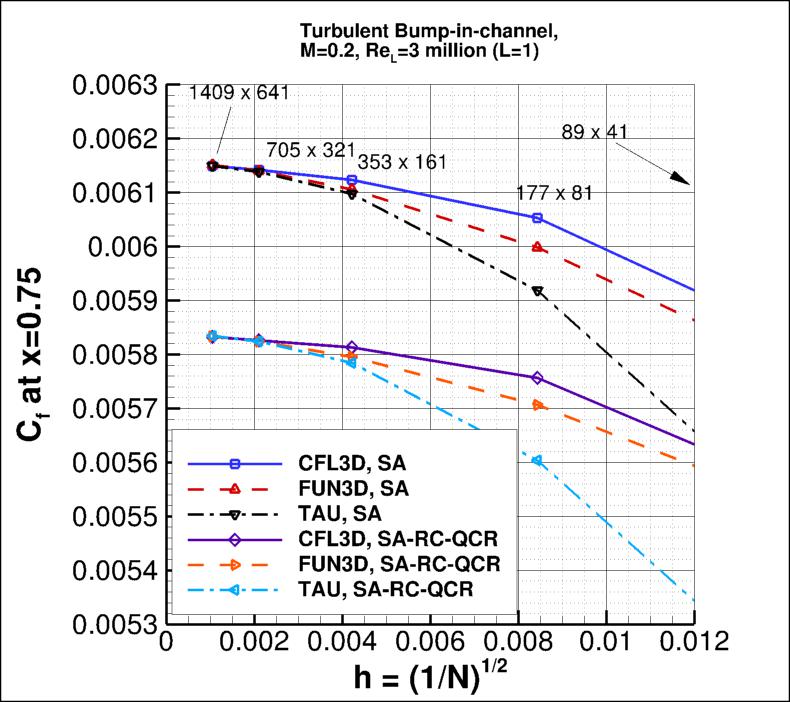 Turbulent Bump-in-channel,
M=0.2, ReL=3 million (L=1)
0.0063
0.0062
0.0061
0.006
0.0059
0.0058
0.0057
0.0056
0.0055
0.0054
0.0053
Cf at x=0.75
1409 x 641
705 x 321
353 x 161
177 x 81
89 x 41
CFL3D, SA
FUN3D, SA
TAU, SA
CFL3D, SA-RC-QCR
FUN3D, SA-RC-QCR
TAU, SA-RC-QCR
0 0.002 0.004 0.006 0.008 0.01 0.012
h = (1/N)1/2